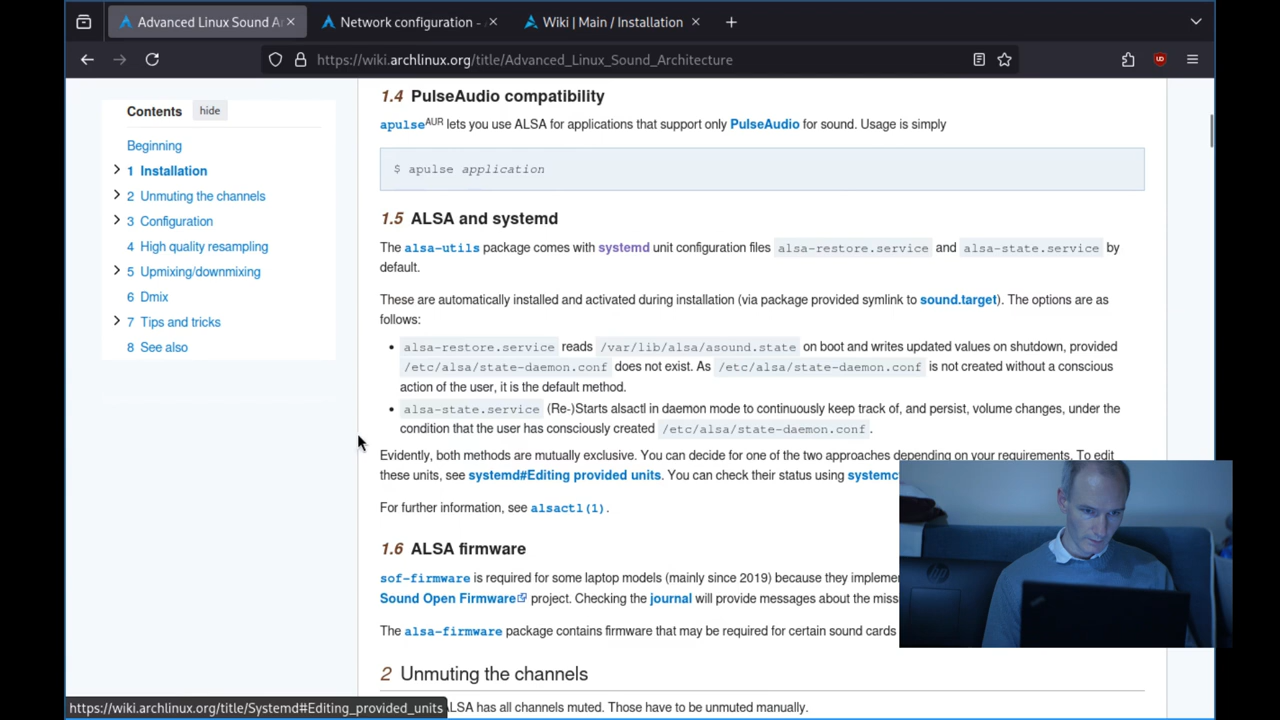 Advanced Linux Sound Ar
Network configuration -
Wiki | Main / Installation
https://wiki.archlinux.org/title/Advanced_Linux_Sound_Architecture
Contents hide
Beginning
1 Installation
2 Unmuting the channels
3 Configuration
4 High quality resampling
5 Upmixing/downmixing
6 Dmix
7 Tips and tricks
8 See also
1.4 PulseAudio compatibility
apulseAUR lets you use ALSA for applications that support only PulseAudio for sound. Usage is simply
$ apulse application
1.5 ALSA and systemd
The alsa-utils package comes with systemd unit configuration files alsa-restore.service and alsa-state.service by
default.
These are automatically installed and activated during installation (via package provided symlink to sound.target). The options are as
follows:
• alsa-restore.service reads /var/lib/alsa/asound.state on boot and writes updated values on shutdown, provided
/etc/alsa/state-daemon.conf does not exist. As /etc/alsa/state-daemon.conf is not created without a conscious
action of the user, it is the default method.
• alsa-state.service (Re-)Starts alsactl in daemon mode to continuously keep track of, and persist, volume changes, under the
condition that the user has consciously created /etc/alsa/state-daemon.conf.
Evidently, both methods are mutually exclusive. You can decide for one of the two approaches depending on your requirements. To edit
these units, see systemd#Editing provided units. You can check their status using systemc
For further information, see alsactl(1).
1.6 ALSA firmware
sof-firmware is required for some laptop models (mainly since 2019) because they implemen
Sound Open Firmware project. Checking the journal will provide messages about the miss
The alsa-firmware package contains firmware that may be required for certain sound cards
2 Unmuting the channels
ALSA has all channels muted. Those have to be unmuted manually.
https://wiki.archlinux.org/title/Systemd#Editing_provided_units